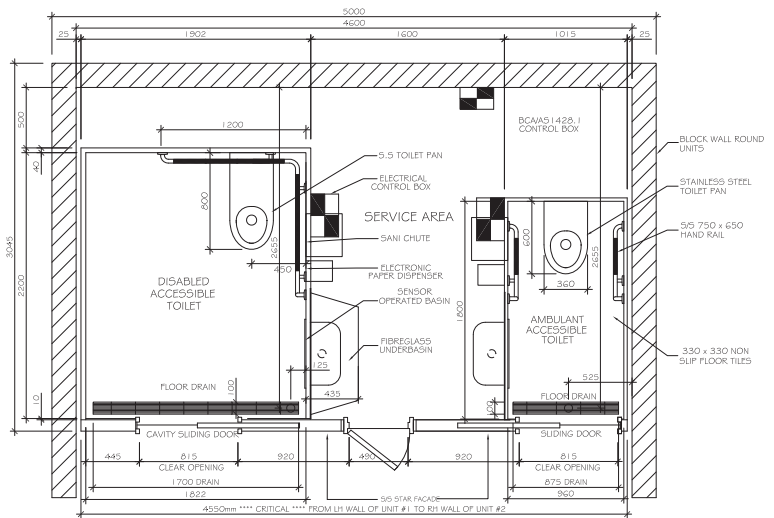 5000
4600
25
1902
1600
1015
25
500
1200
BCA/AS1428.1
CONTROL BOX
BLOCK WALL ROUND
UNITS
40
S.S TOILET PAN
ELECTRICAL
CONTROL BOX
STAINLESS STEEL
TOILET PAN
800
SERVICE AREA
600
S/S 750 x 650
HAND RAIL
3045
2200
2655
450
SANI CHUTE
2655
ELECTRONIC
PAPER DISPENSER
360
DISABLED
ACCESSIBLE
TOILET
SENSOR
OPERATED BASIN
1800
AMBULANT
ACCESSIBLE
TOILET
FIBREGLASS
UNDERBASIN
330 x 330 NON
SLIP FLOOR TILES
125
525
FLOOR DRAIN
100
435
FLOOR DRAIN
10
100
CAVITY SLIDING DOOR
SLIDING DOOR
445
815
920
490
920
815
CLEAR OPENING
CLEAR OPENING
1700 DRAIN
875 DRAIN
1822
S/S STAR FACADE
960
4550mm **** CRITICAL **** FROM LH WALL OF UNIT #1 TO RH WALL OF UNIT #2